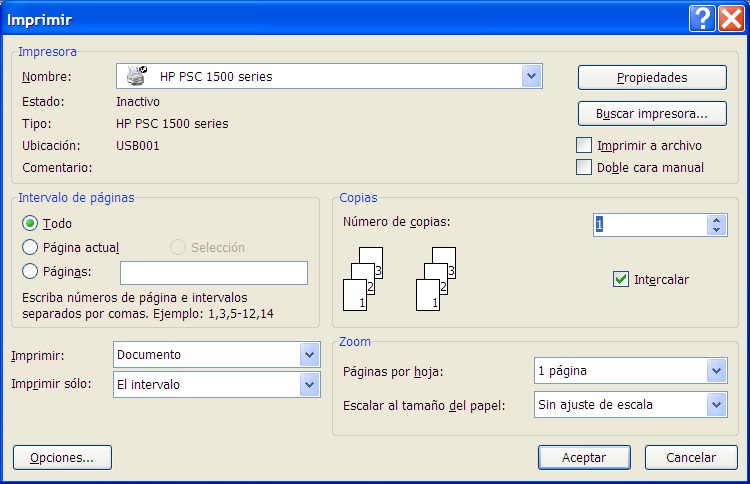 Imprimir
Impresora
Nombre: HP PSC 1500 series
Propiedades
Estado: Inactivo
Buscar impresora...
Tipo: HP PSC 1500 series
Ubicación: USB001
Imprimir a archivo
Comentario:
Doble cara manual
Intervalo de páginas
Todo
Página actual Selección
Páginas:
Escriba números de página e intervalos
separados por comas. Ejemplo: 1,3,5-12,14
Copias
Número de copias: 1
3 3
2 2
1 1
Intercalar
Imprimir: Documento
Imprimir sólo: El intervalo
Zoom
Páginas por hoja: 1 página
Escalar al tamaño del papel: Sin ajuste de escala
Opciones... Aceptar Cancelar